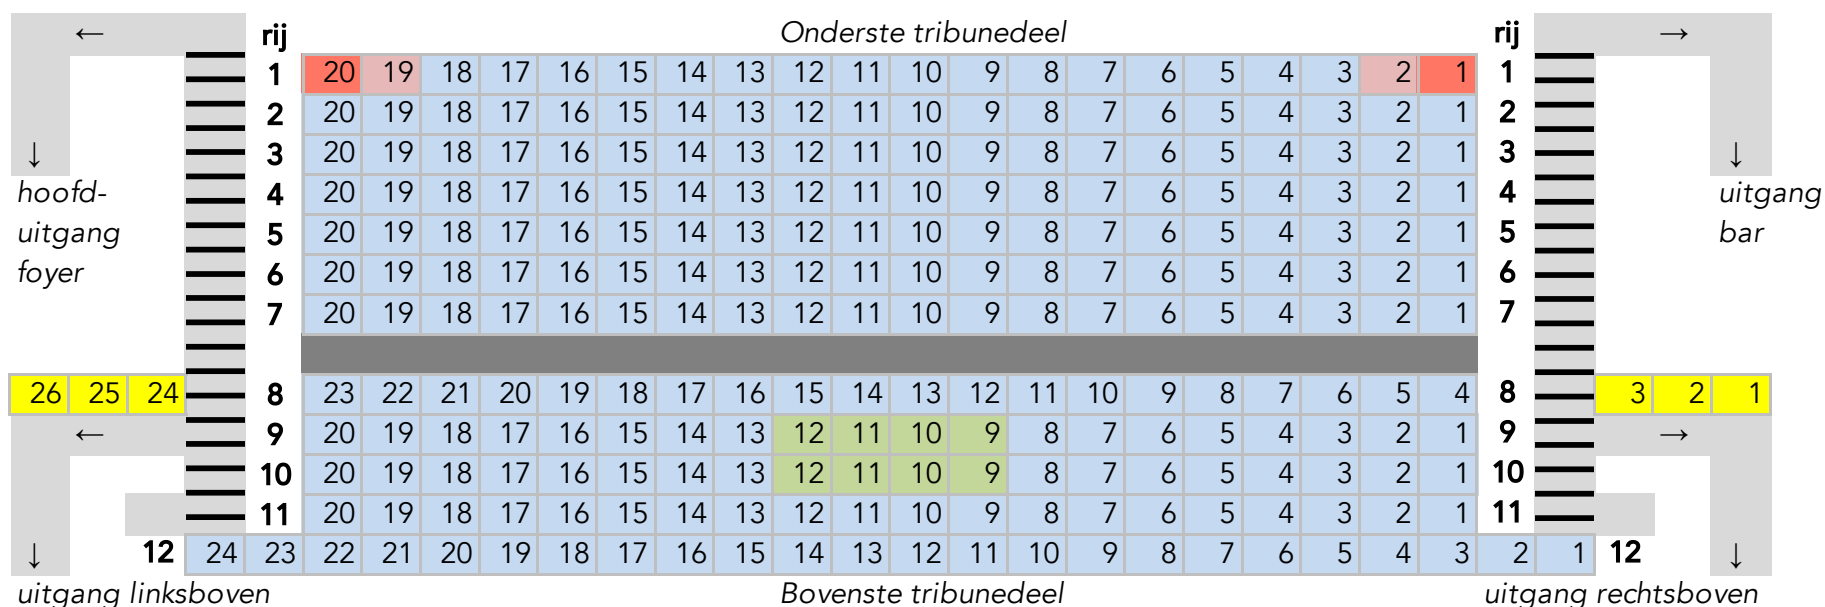 ← rij Onderste tribunedeel rij →
1 20 19 18 17 16 15 14 13 12 11 10 9 8 7 6 5 4 3 2 1 1
2 20 19 18 17 16 15 14 13 12 11 10 9 8 7 6 5 4 3 2 1 2
↓ 3 20 19 18 17 16 15 14 13 12 11 10 9 8 7 6 5 4 3 2 1 3 ↓
hoofd- 4 20 19 18 17 16 15 14 13 12 11 10 9 8 7 6 5 4 3 2 1 4 uitgang
uitgang 5 20 19 18 17 16 15 14 13 12 11 10 9 8 7 6 5 4 3 2 1 5 bar
foyer 6 20 19 18 17 16 15 14 13 12 11 10 9 8 7 6 5 4 3 2 1 6
7 20 19 18 17 16 15 14 13 12 11 10 9 8 7 6 5 4 3 2 1 7
26 25 24 8 23 22 21 20 19 18 17 16 15 14 13 12 11 10 9 8 7 6 5 4 8 3 2 1
← 9 20 19 18 17 16 15 14 13 12 11 10 9 8 7 6 5 4 3 2 1 9 →
10 20 19 18 17 16 15 14 13 12 11 10 9 8 7 6 5 4 3 2 1 10
11 20 19 18 17 16 15 14 13 12 11 10 9 8 7 6 5 4 3 2 1 11
↓ 12 24 23 22 21 20 19 18 17 16 15 14 13 12 11 10 9 8 7 6 5 4 3 2 1 12 ↓
uitgang linksboven Bovenste tribunedeel uitgang rechtsboven